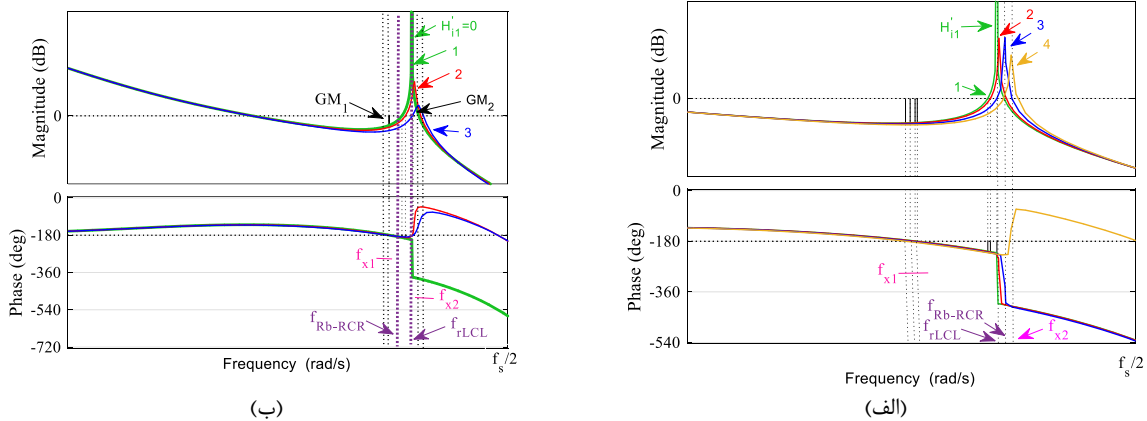 Magnitude (dB)
0
H'i1=0
1
2
3
GM1
GM2
Phase (deg)
0
-180
-360
-540
-720
fx1
fx2
fRb-RCR
frLCL
Frequency (rad/s)
fs/2
(ب)
Magnitude (dB)
0
H'i1
1
2
3
4
Phase (deg)
0
-180
-360
-540
fx1
fRb-RCR
frLCL
fx2
Frequency (rad/s)
fs/2
(الف)